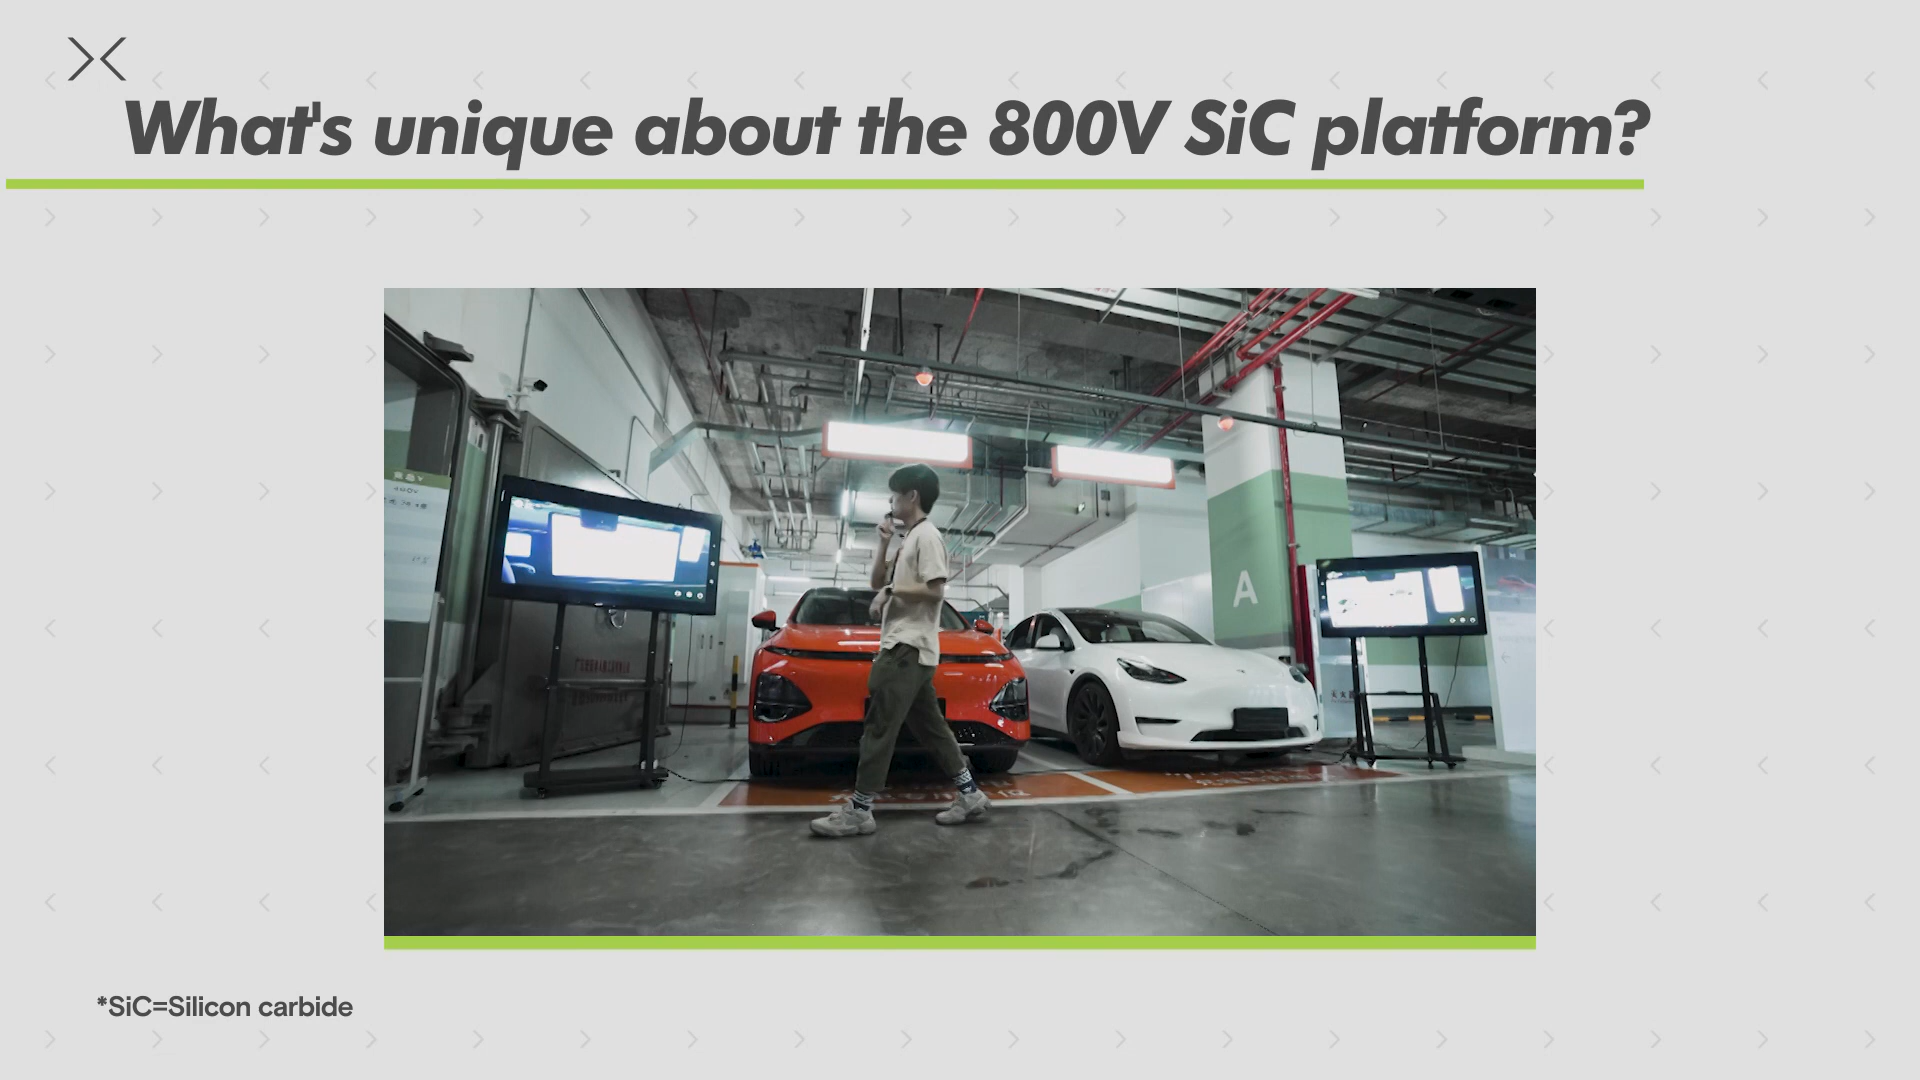 What's unique about the 800V SiC platform?
A
*SiC=Silicon carbide